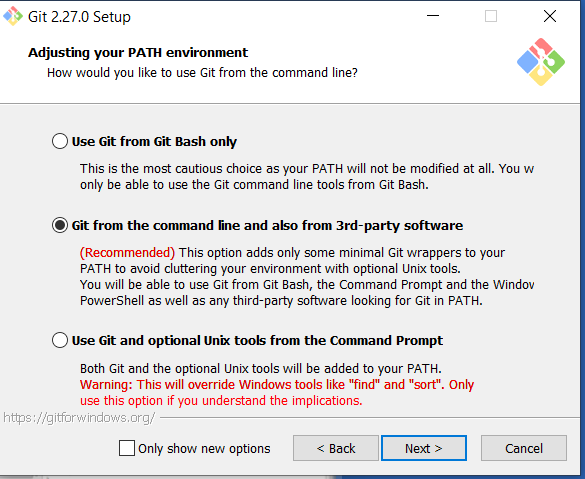 Git 2.27.0 Setup
Adjusting your PATH environment
How would you like to use Git from the command line?
Use Git from Git Bash only
This is the most cautious choice as your PATH will not be modified at all. You w
only be able to use the Git command line tools from Git Bash.
Git from the command line and also from 3rd-party software
(Recommended) This option adds only some minimal Git wrappers to your
PATH to avoid cluttering your environment with optional Unix tools.
You will be able to use Git from Git Bash, the Command Prompt and the Window
PowerShell as well as any third-party software looking for Git in PATH.
Use Git and optional Unix tools from the Command Prompt
Both Git and the optional Unix tools will be added to your PATH.
Warning: This will override Windows tools like "find" and "sort". Only
use this option if you understand the implications.
https://gitforwindows.org/
Only show new options
< Back
Next >
Cancel